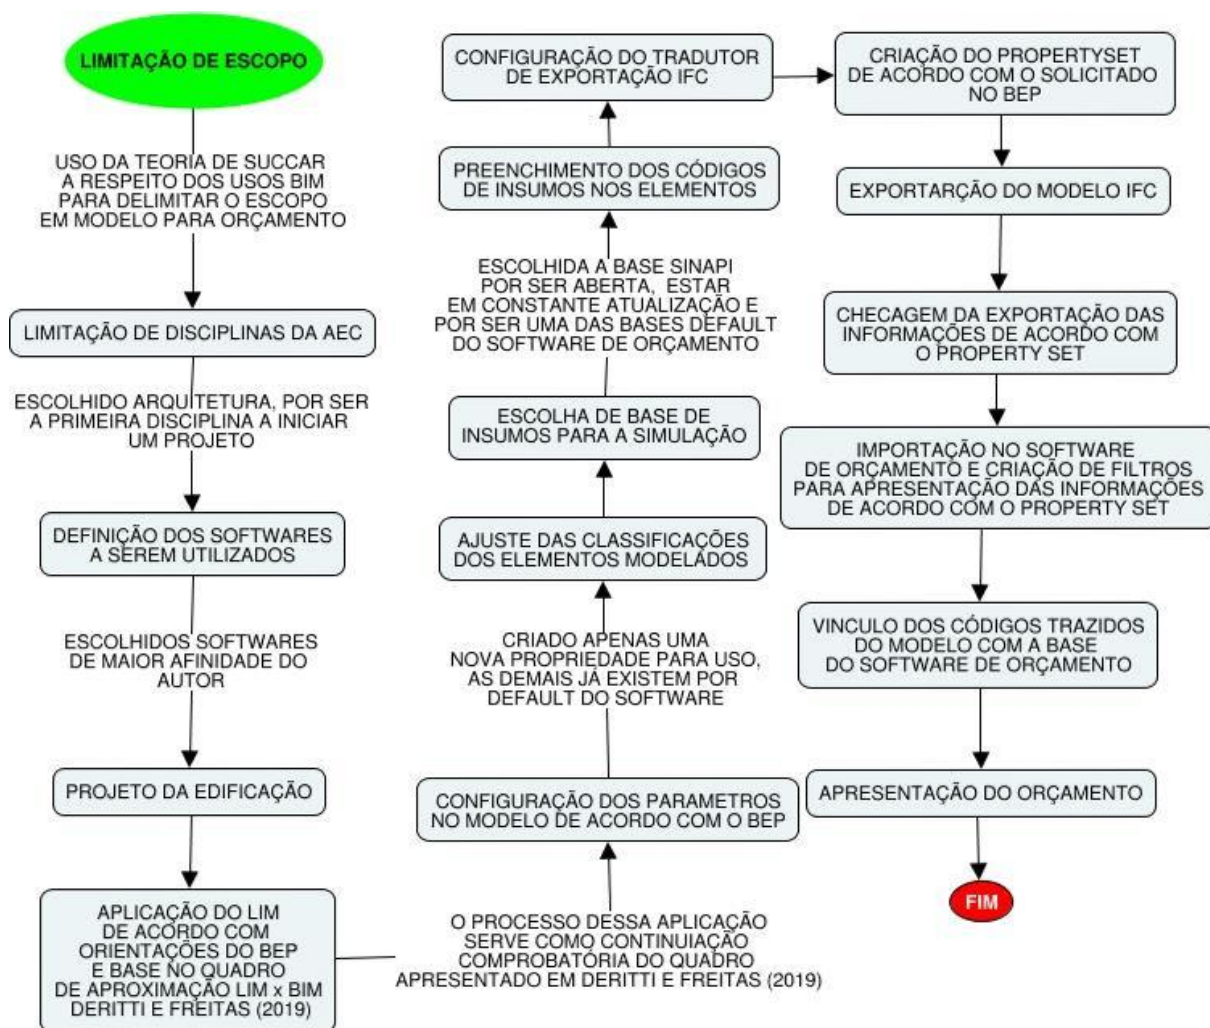 LIMITAÇÃO DE ESCOPO
USO DA TEORIA DE SUCCAR
A RESPEITO DOS USOS BIM
PARA DELIMITAR O ESCOPO
EM MODELO PARA ORÇAMENTO
LIMITAÇÃO DE DISCIPLINAS DA AEC
ESCOLHIDO ARQUITETURA, POR SER
A PRIMEIRA DISCIPLINA A INICIAR
UM PROJETO
DEFINIÇÃO DOS SOFTWARES
A SEREM UTILIZADOS
ESCOLHIDOS SOFTWARES
DE MAIOR AFINIDADE DO
AUTOR
PROJETO DA EDIFICAÇÃO
APLICAÇÃO DO LIM
DE ACORDO COM
ORIENTAÇÕES DO BEP
E BASE NO QUADRO
DE APROXIMAÇÃO LIM x BIM
DERITTI E FREITAS (2019)
O PROCESSO DESSA APLICAÇÃO
SERVE COMO CONTINUIAÇÃO
COMPROBATÓRIA DO QUADRO
APRESENTADO EM DERITTI E FREITAS (2019)
CONFIGURAÇÃO DOS PARAMETROS
NO MODELO DE ACORDO COM O BEP
CRIADO APENAS UMA
NOVA PROPRIEDADE PARA USO,
AS DEMAIS JÁ EXISTEM POR
DEFAULT DO SOFTWARE
AJUSTE DAS CLASSIFICAÇÕES
DOS ELEMENTOS MODELADOS
ESCOLHA DE BASE DE
INSUMOS PARA A SIMULAÇÃO
ESCOLHIDA A BASE SINAPI
POR SER ABERTA, ESTAR
EM CONSTANTE ATUALIZAÇÃO E
POR SER UMA DAS BASES DEFAULT
DO SOFTWARE DE ORÇAMENTO
PREENCHIMENTO DOS CÓDIGOS
DE INSUMOS NOS ELEMENTOS
CONFIGURAÇÃO DO TRADUTOR
DE EXPORTAÇÃO IFC
CRIAÇÃO DO PROPERTYSET
DE ACORDO COM O SOLICITADO
NO BEP
EXPORTARÇÃO DO MODELO IFC
CHECAGEM DA EXPORTAÇÃO DAS
INFORMAÇÕES DE ACORDO COM
O PROPERTY SET
IMPORTAÇÃO NO SOFTWARE
DE ORÇAMENTO E CRIAÇÃO DE FILTROS
PARA APRESENTAÇÃO DAS INFORMAÇÕES
DE ACORDO COM O PROPERTY SET
VINCULO DOS CÓDIGOS TRAZIDOS
DO MODELO COM A BASE
DO SOFTWARE DE ORÇAMENTO
APRESENTAÇÃO DO ORÇAMENTO
FIM